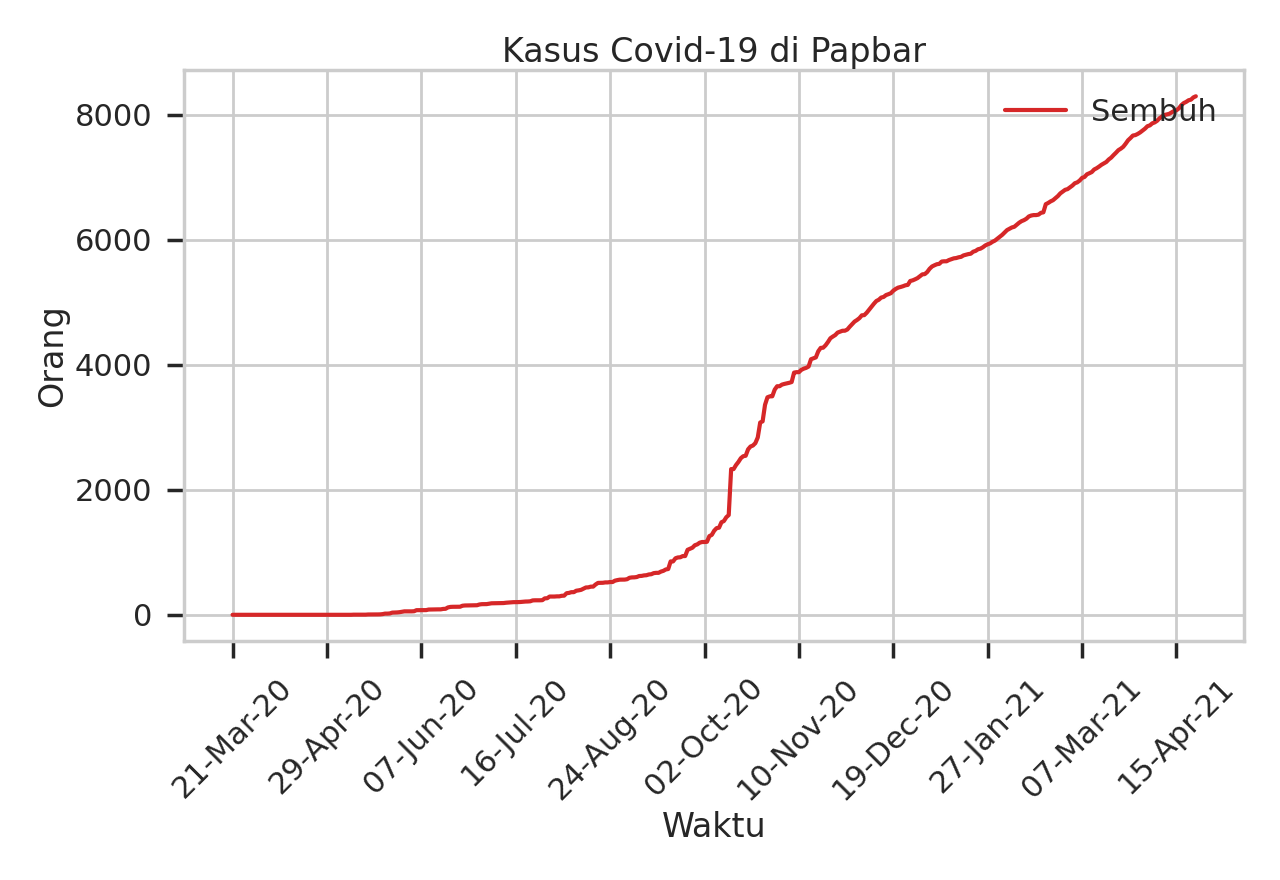 Kasus Covid-19 di Papbar
Sembuh
8000
6000
4000
2000
0
Orang
21-Mar-20
29-Apr-20
07-Jun-20
16-Jul-20
24-Aug-20
02-Oct-20
10-Nov-20
19-Dec-20
27-Jan-21
07-Mar-21
15-Apr-21
Waktu